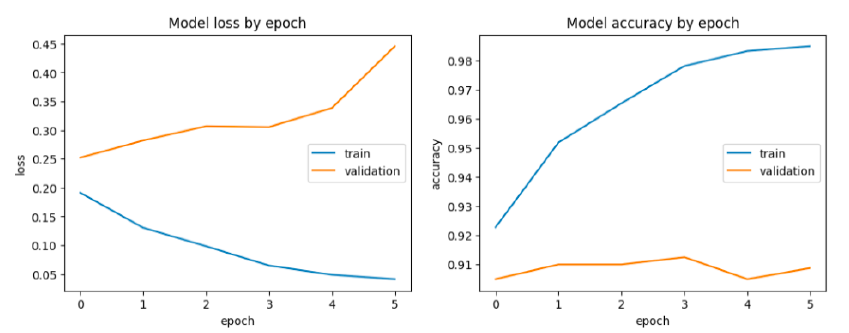 Model loss by epoch
0.45
0.40
0.35
0.30
0.25
0.20
0.15
0.10
0.05
loss
train
validation
0 1 2 3 4 5
epoch
Model accuracy by epoch
0.98
0.97
0.96
0.95
0.94
0.93
0.92
0.91
accuracy
train
validation
0 1 2 3 4 5
epoch